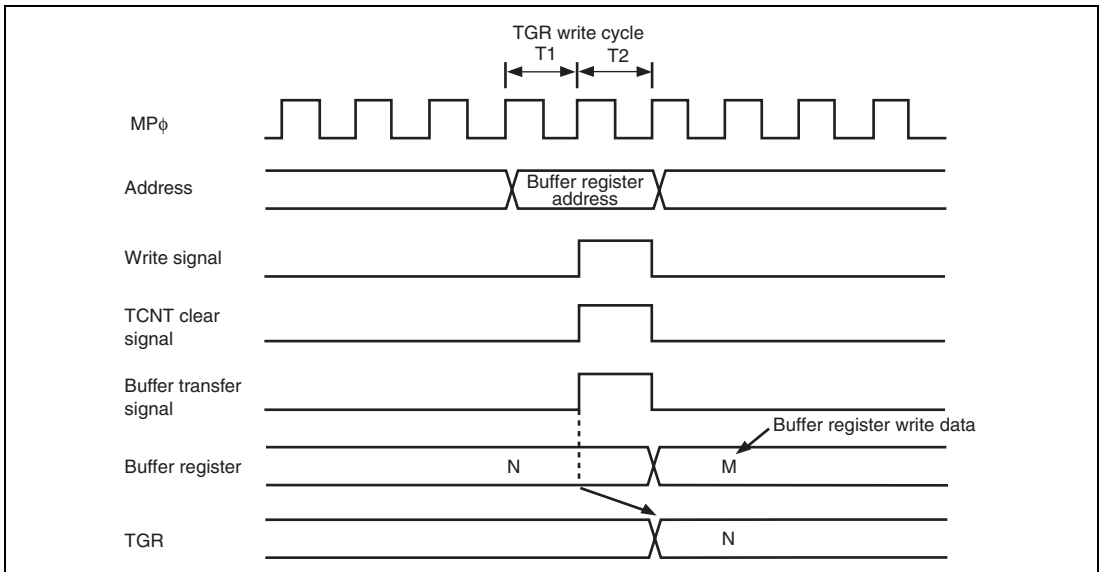 TGR write cycle
T1 T2
MPϕ
Address
Buffer register
address
Write signal
TCNT clear
signal
Buffer transfer
signal
Buffer register write data
Buffer register
N
M
TGR
N